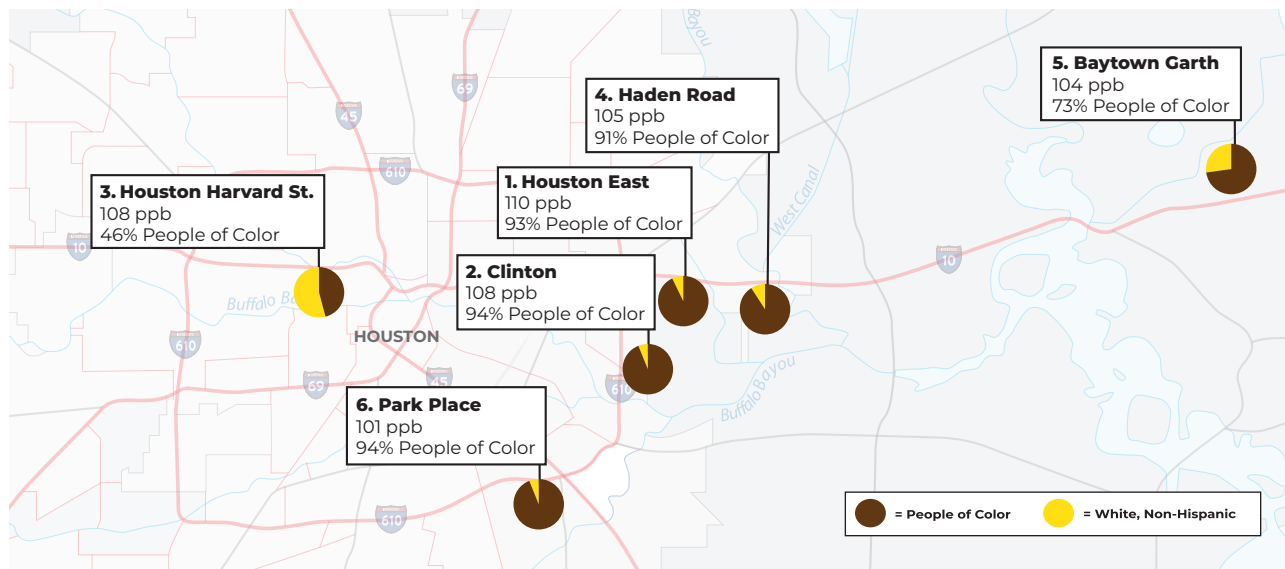 Bayou
5. Baytown Garth
104 ppb
73% People of Color
4. Haden Road
105 ppb
91% People of Color
69
45
610
1. Houston East
110 ppb
93% People of Color
3. Houston Harvard St.
108 ppb
46% People of Color
West Canal
10
10
2. Clinton
108 ppb
94% People of Color
Buffalo Ba
HOUSTON
610
69
45
610
Buffalo Bayou
6. Park Place
101 ppb
94% People of Color
610
= People of Color
= White, Non-Hispanic